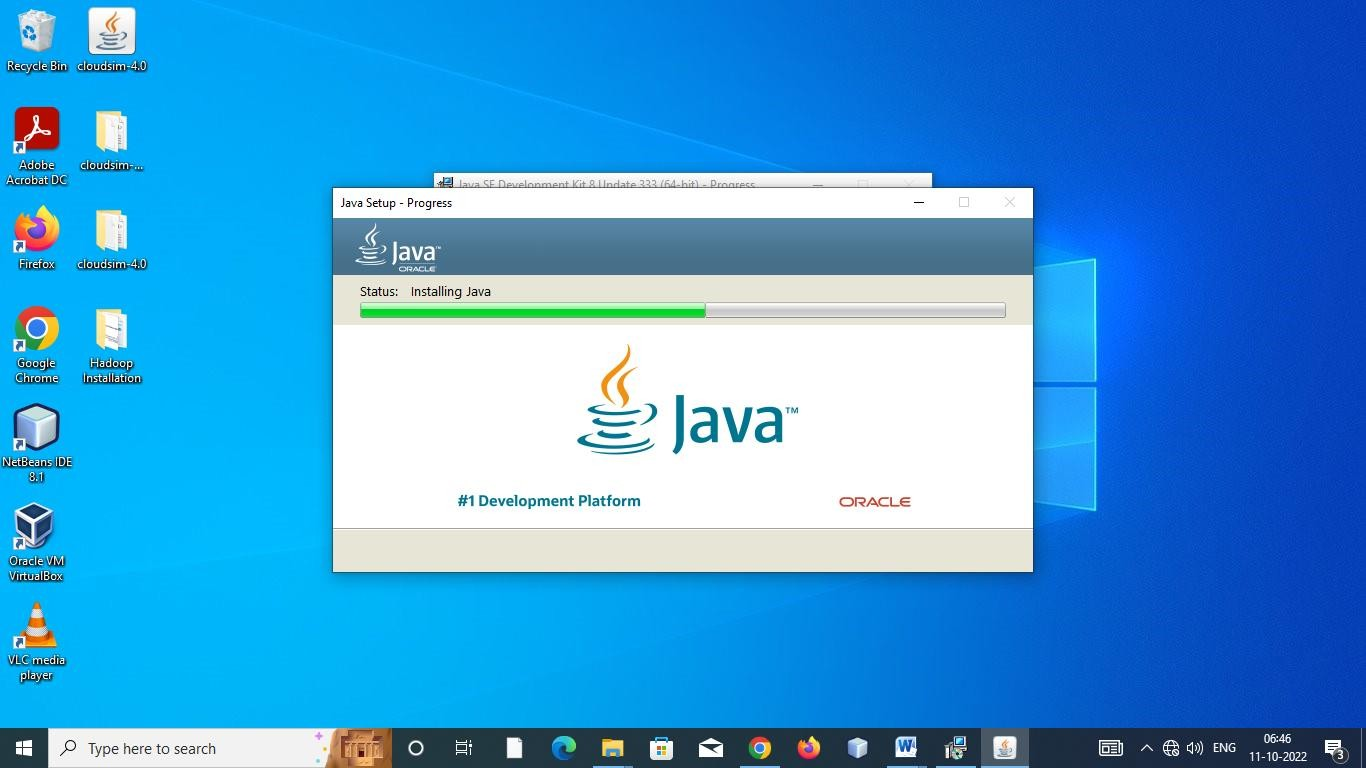 Recycle Bin
cloudsim-4.0
Adobe
Acrobat DC
cloudsim-...
Firefox
cloudsim-4.0
Google
Chrome
Hadoop
Installation
NetBeans IDE
8.1
Oracle VM
VirtualBox
VLC media
player
Java SE Development Kit 8 Update 333 (64-bit) - Progress
Java Setup - Progress
Java™
ORACLE
Status: Installing Java
Java™
#1 Development Platform
ORACLE
Type here to search
ENG
06:46
11-10-2022
3